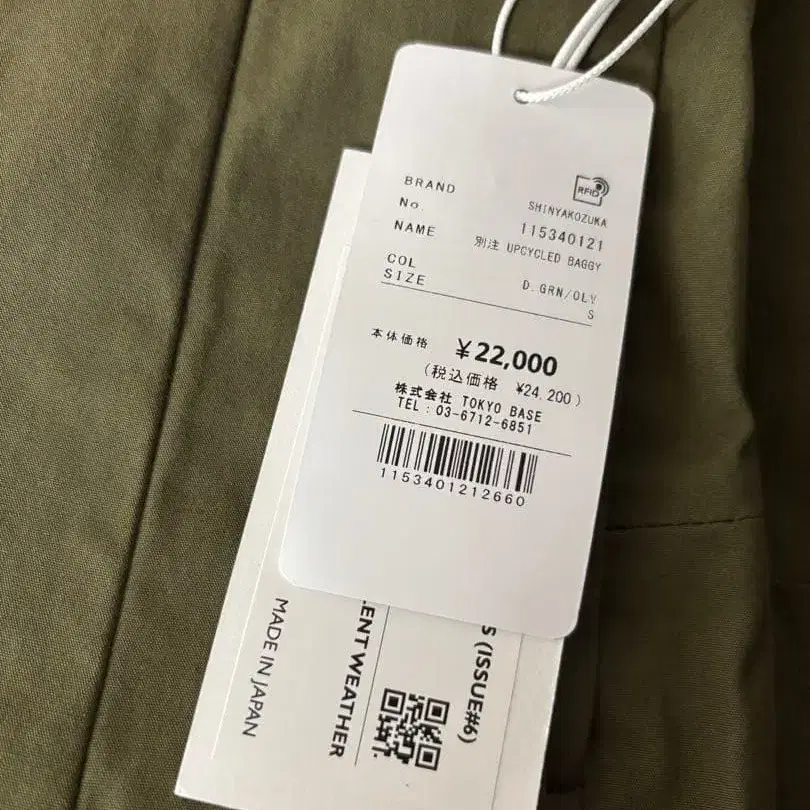 RFID
BRAND SHINYAKOZUKA
No. 115340121
NAME 別注 UPCYCLED BAGGY
COL D.GRN/OLY
SIZE S
本体価格 ¥22,000
(税込価格 ¥24,200)
株式会社 TOKYO BASE
TEL:03-6712-6851
1153401212660
S (ISSUE#6)
LENT WEATHER
MADE IN JAPAN